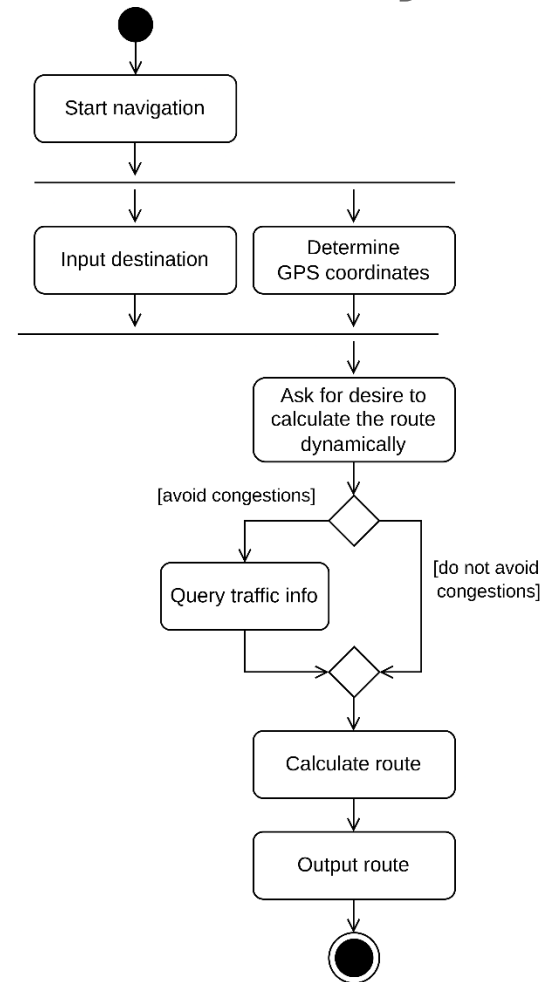 Start navigation
Input destination
Determine
GPS coordinates
Ask for desire to
calculate the route
dynamically
[avoid congestions]
[do not avoid
congestions]
Query traffic info
Calculate route
Output route